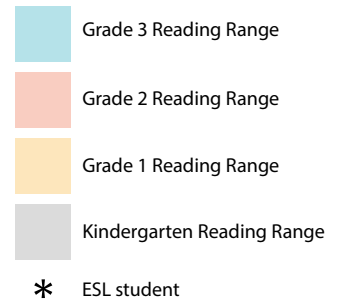 Grade 3 Reading Range
Grade 2 Reading Range
Grade 1 Reading Range
Kindergarten Reading Range
* ESL student